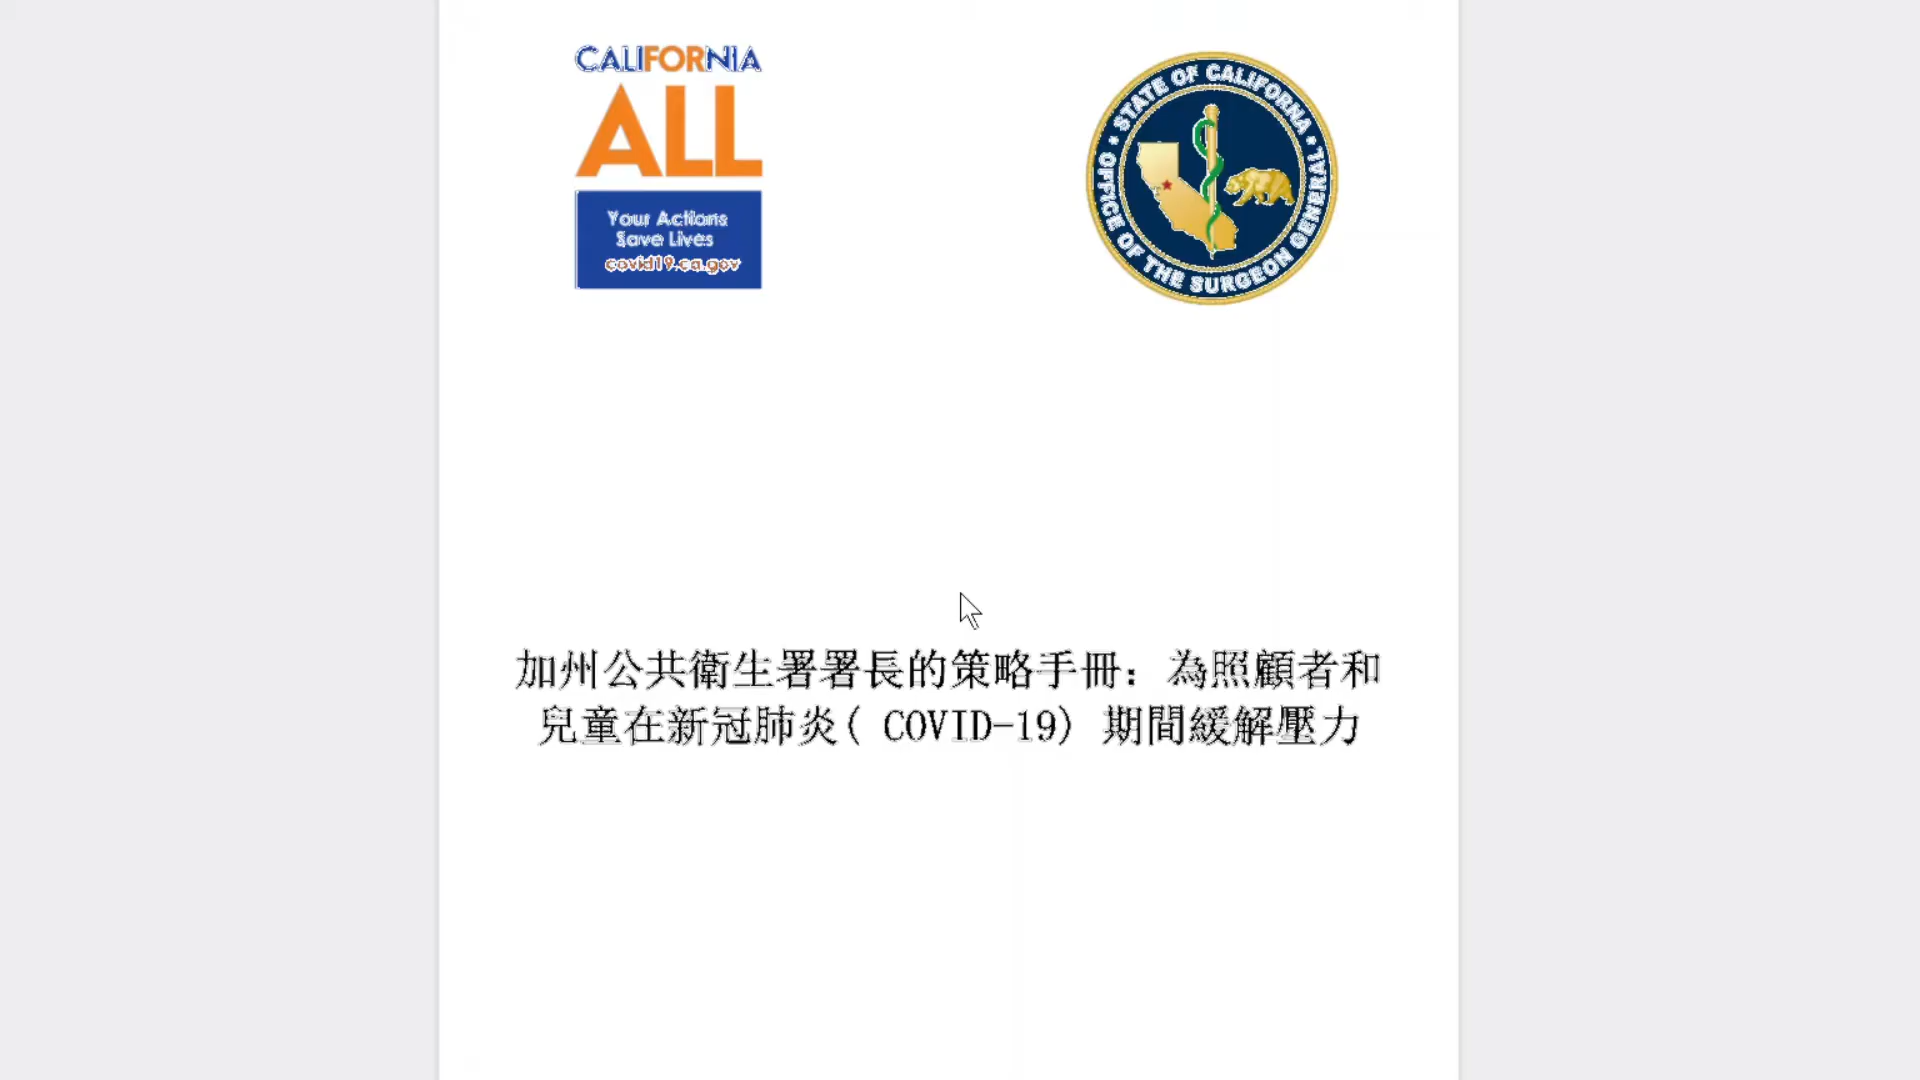 CALIFORNIA
ALL
Your Actions
Save Lives
covid19.ca.gov
STATE OF CALIFORNIA
OFFICE OF THE SURGEON GENERAL
加州公共衛生署署長的策略手冊：為照顧者和
兒童在新冠肺炎( COVID-19) 期間緩解壓力